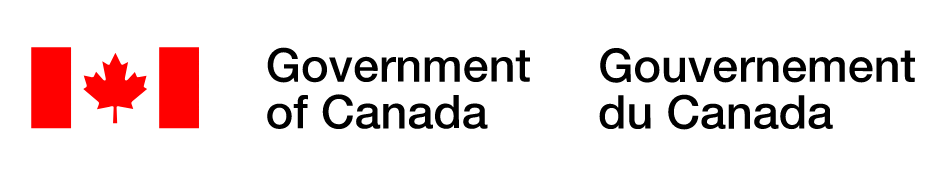 Government
of Canada
Gouvernement
du Canada